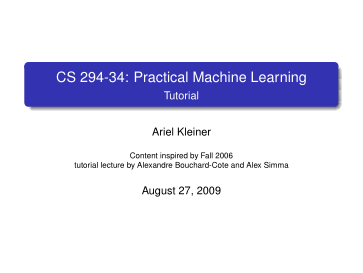 CS 294-34: Practical Machine Learning
Tutorial
Ariel Kleiner
Content inspired by Fall 2006
tutorial lecture by Alexandre Bouchard-Cote and Alex Simma
August 27, 2009